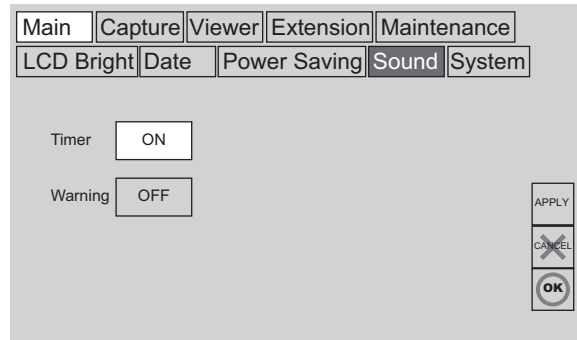 Main Capture Viewer Extension Maintenance
LCD Bright Date Power Saving Sound System
Timer ON
Warning OFF
APPLY
CANCEL
OK